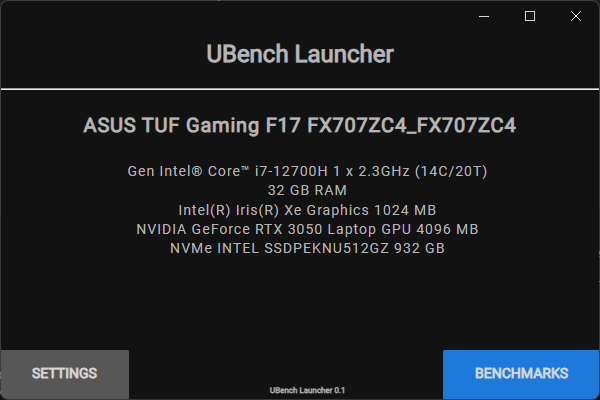 UBench Launcher
ASUS TUF Gaming F17 FX707ZC4_FX707ZC4
Gen Intel® Core™ i7-12700H 1 x 2.3GHz (14C/20T)
32 GB RAM
Intel(R) Iris(R) Xe Graphics 1024 MB
NVIDIA GeForce RTX 3050 Laptop GPU 4096 MB
NVMe INTEL SSDPEKNU512GZ 932 GB
SETTINGS
UBench Launcher 0.1
BENCHMARKS